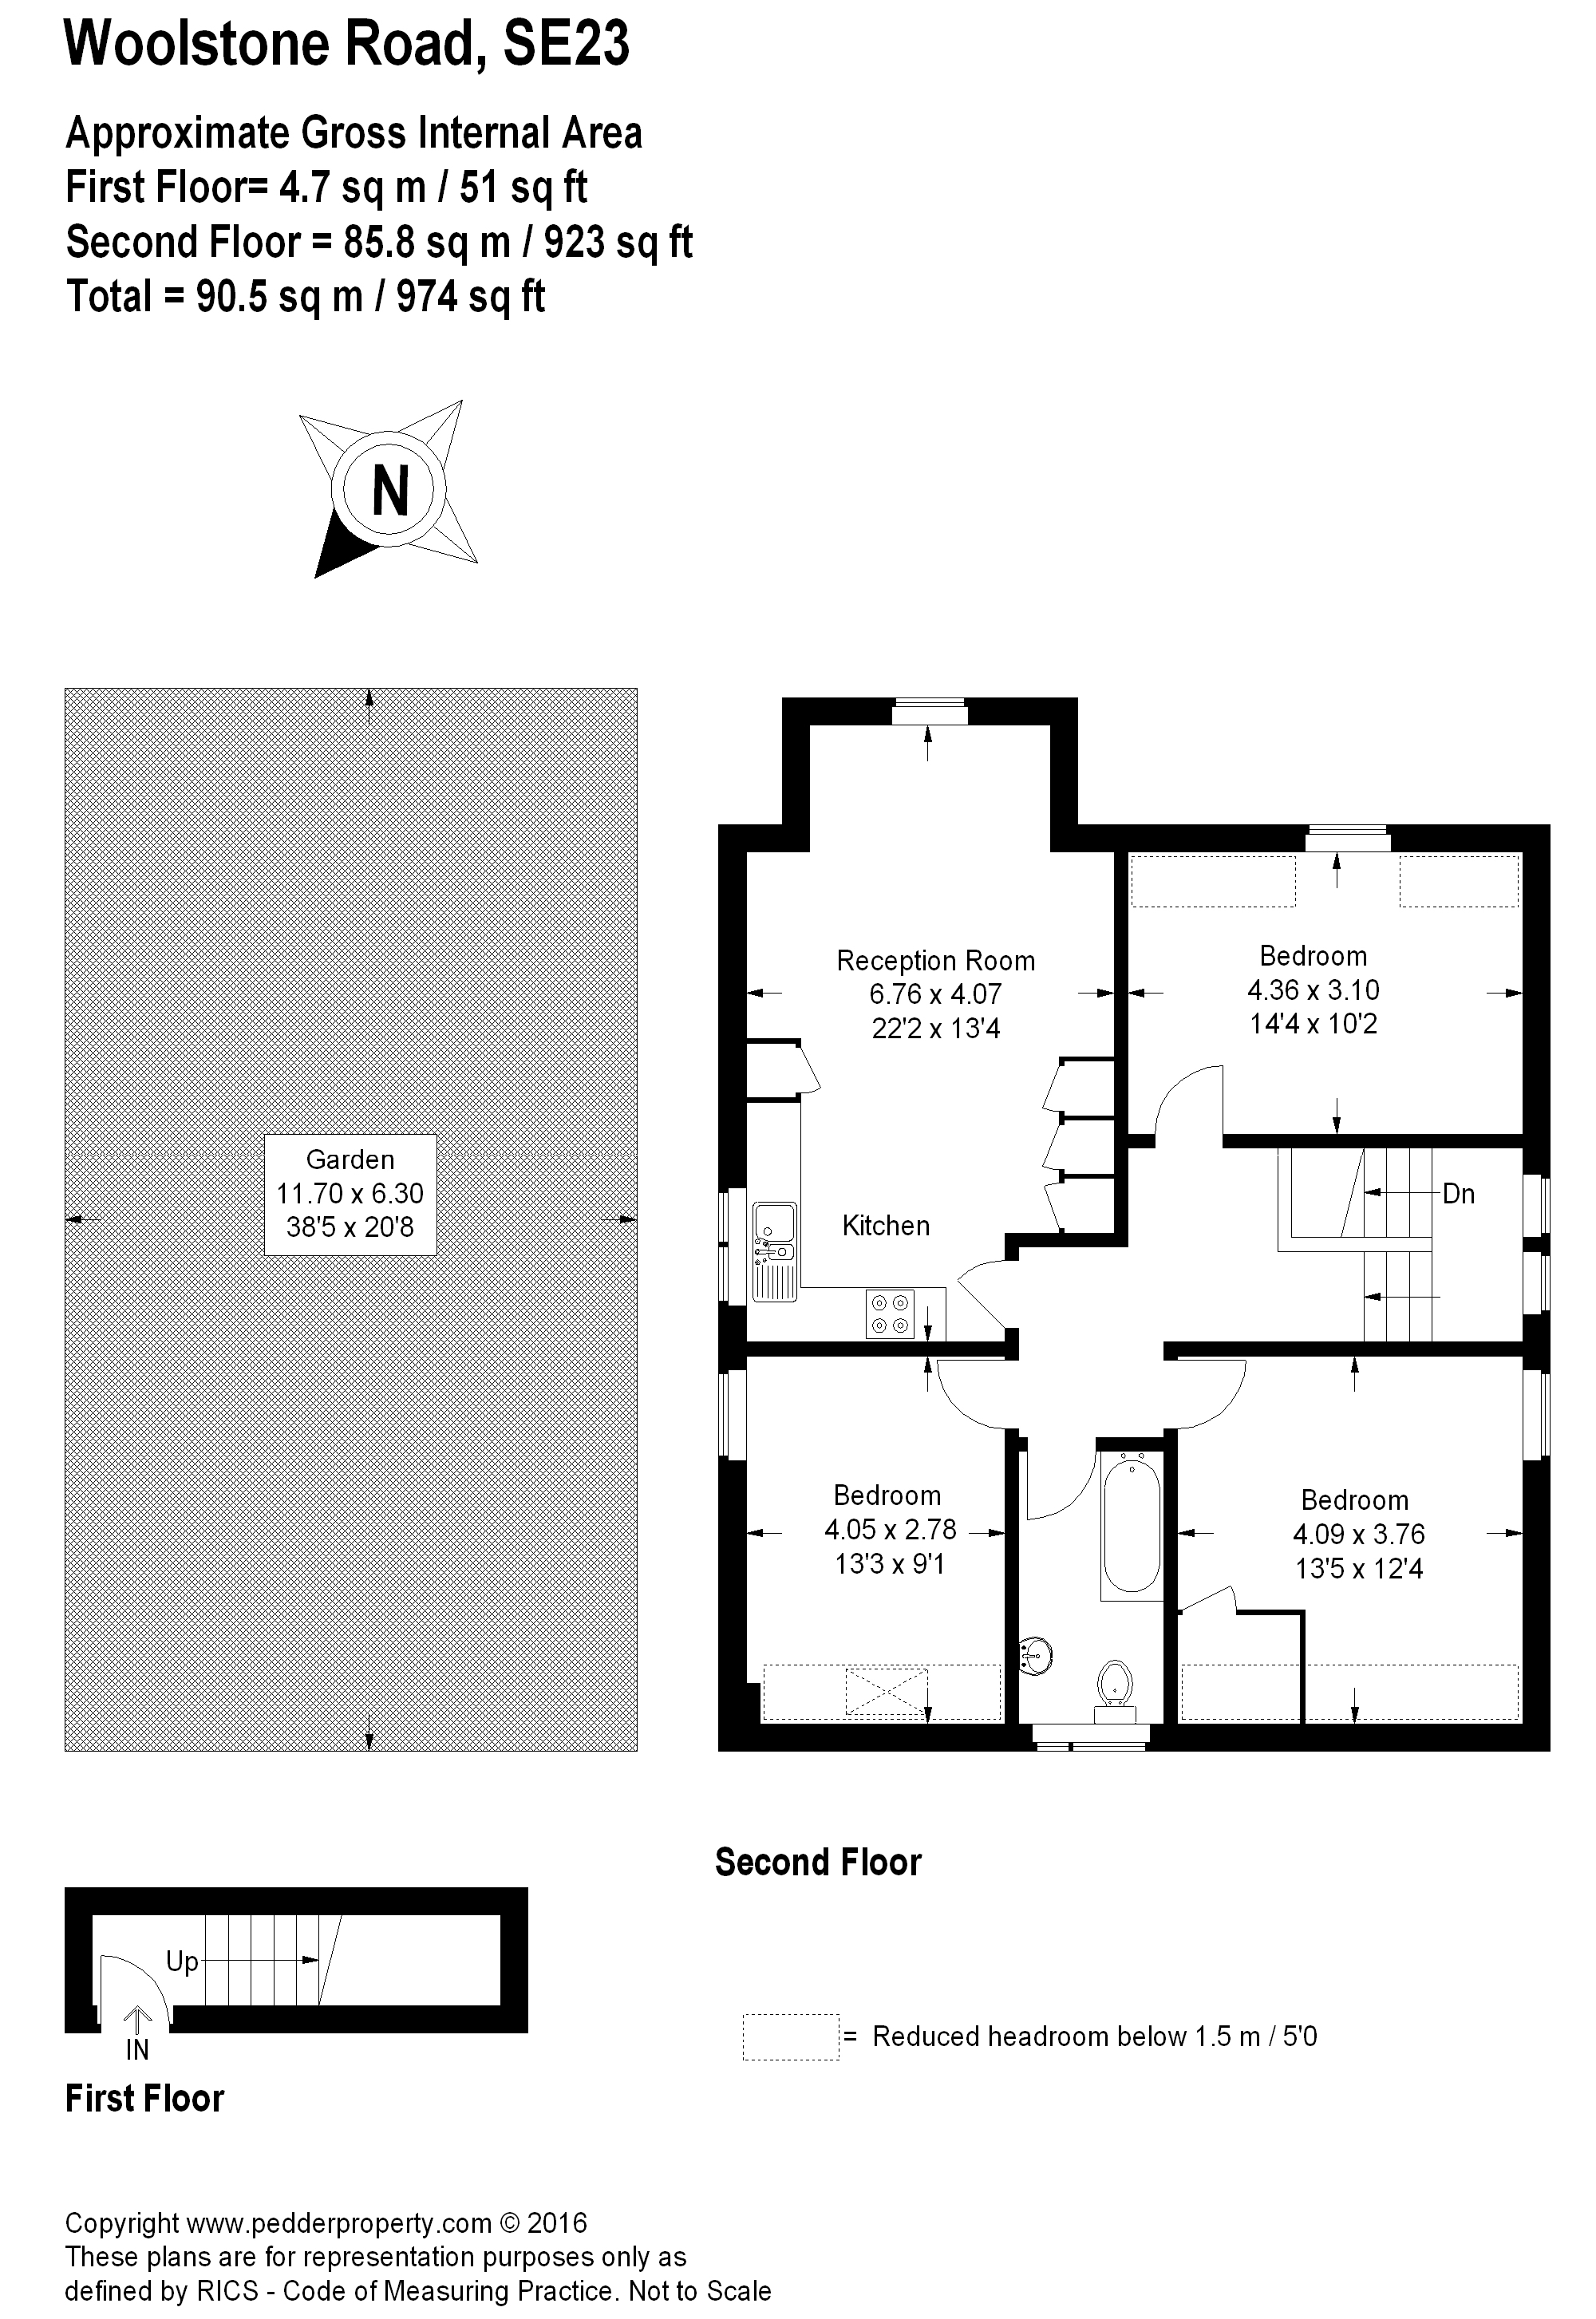 Woolstone Road, SE23
Approximate Gross Internal Area
First Floor= 4.7 sq m / 51 sq ft
Second Floor = 85.8 sq m / 923 sq ft
Total = 90.5 sq m / 974 sq ft
N
Reception Room
6.76 x 4.07
22'2 x 13'4
Bedroom
4.36 x 3.10
14'4 x 10'2
Garden
11.70 x 6.30
38'5 x 20'8
Kitchen
Dn
Bedroom
4.05 x 2.78
13'3 x 9'1
Bedroom
4.09 x 3.76
13'5 x 12'4
Second Floor
Up
IN
First Floor
= Reduced headroom below 1.5 m / 5'0
Copyright www.pedderproperty.com © 2016
These plans are for representation purposes only as
defined by RICS - Code of Measuring Practice. Not to Scale